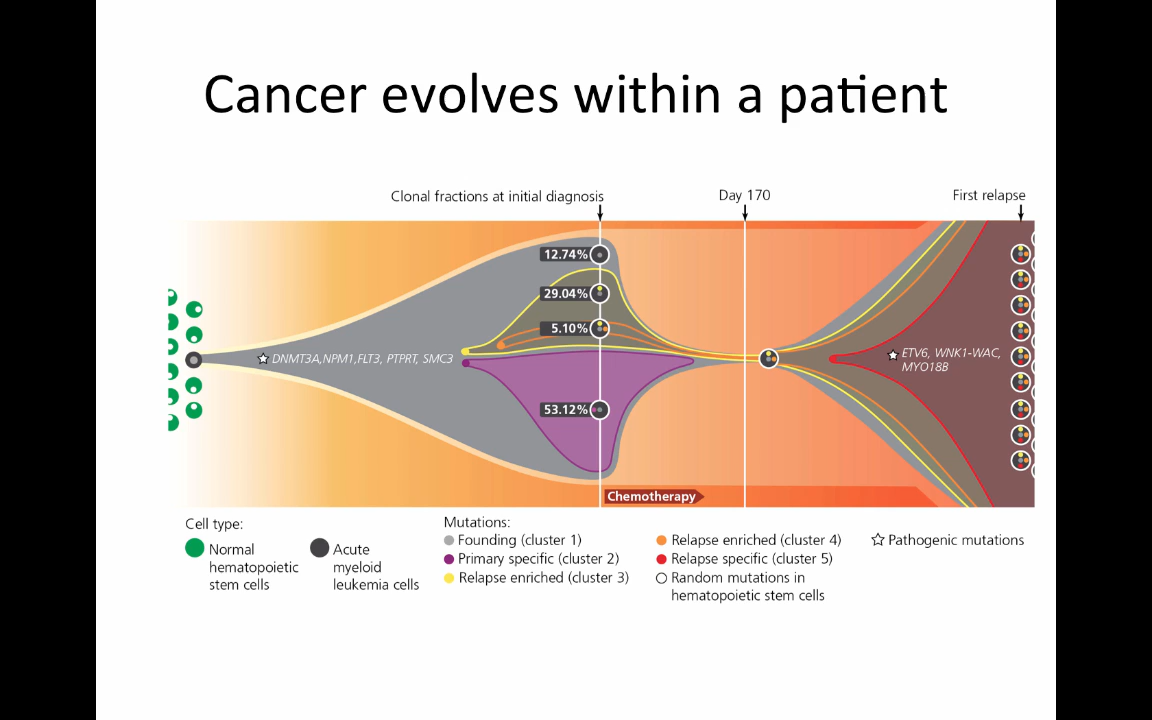 Cancer evolves within a patient
Clonal fractions at initial diagnosis
Day 170
First relapse
12.74%
29.04%
5.10%
DNMT3A,NPM1,FLT3, PTPRT, SMC3
ETV6, WNK1-WAC,
MYO18B
53.12%
Chemotherapy
Cell type:
Normal
hematopoietic
stem cells
Acute
myeloid
leukemia cells
Mutations:
Founding (cluster 1)
Primary specific (cluster 2)
Relapse enriched (cluster 3)
Relapse enriched (cluster 4)
Relapse specific (cluster 5)
Random mutations in
hematopoietic stem cells
Pathogenic mutations